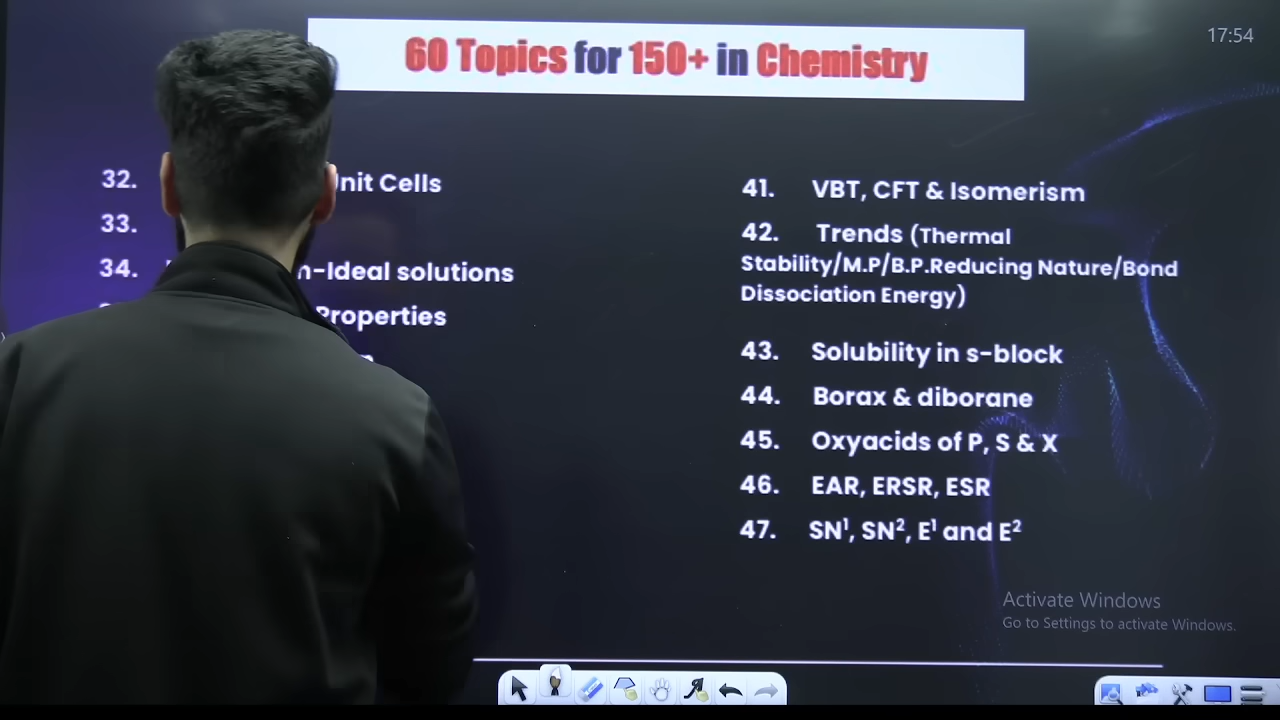 60 Topics for 150+ in Chemistry
17:54
32. Unit Cells
33.
34. n-Ideal solutions
Properties
41. VBT, CFT & Isomerism
42. Trends (Thermal
Stability/M.P/B.P.Reducing Nature/Bond
Dissociation Energy)
43. Solubility in s-block
44. Borax & diborane
45. Oxyacids of P, S & X
46. EAR, ERSR, ESR
47. SN¹, SN², E¹ and E²
Activate Windows
Go to Settings to activate Windows.